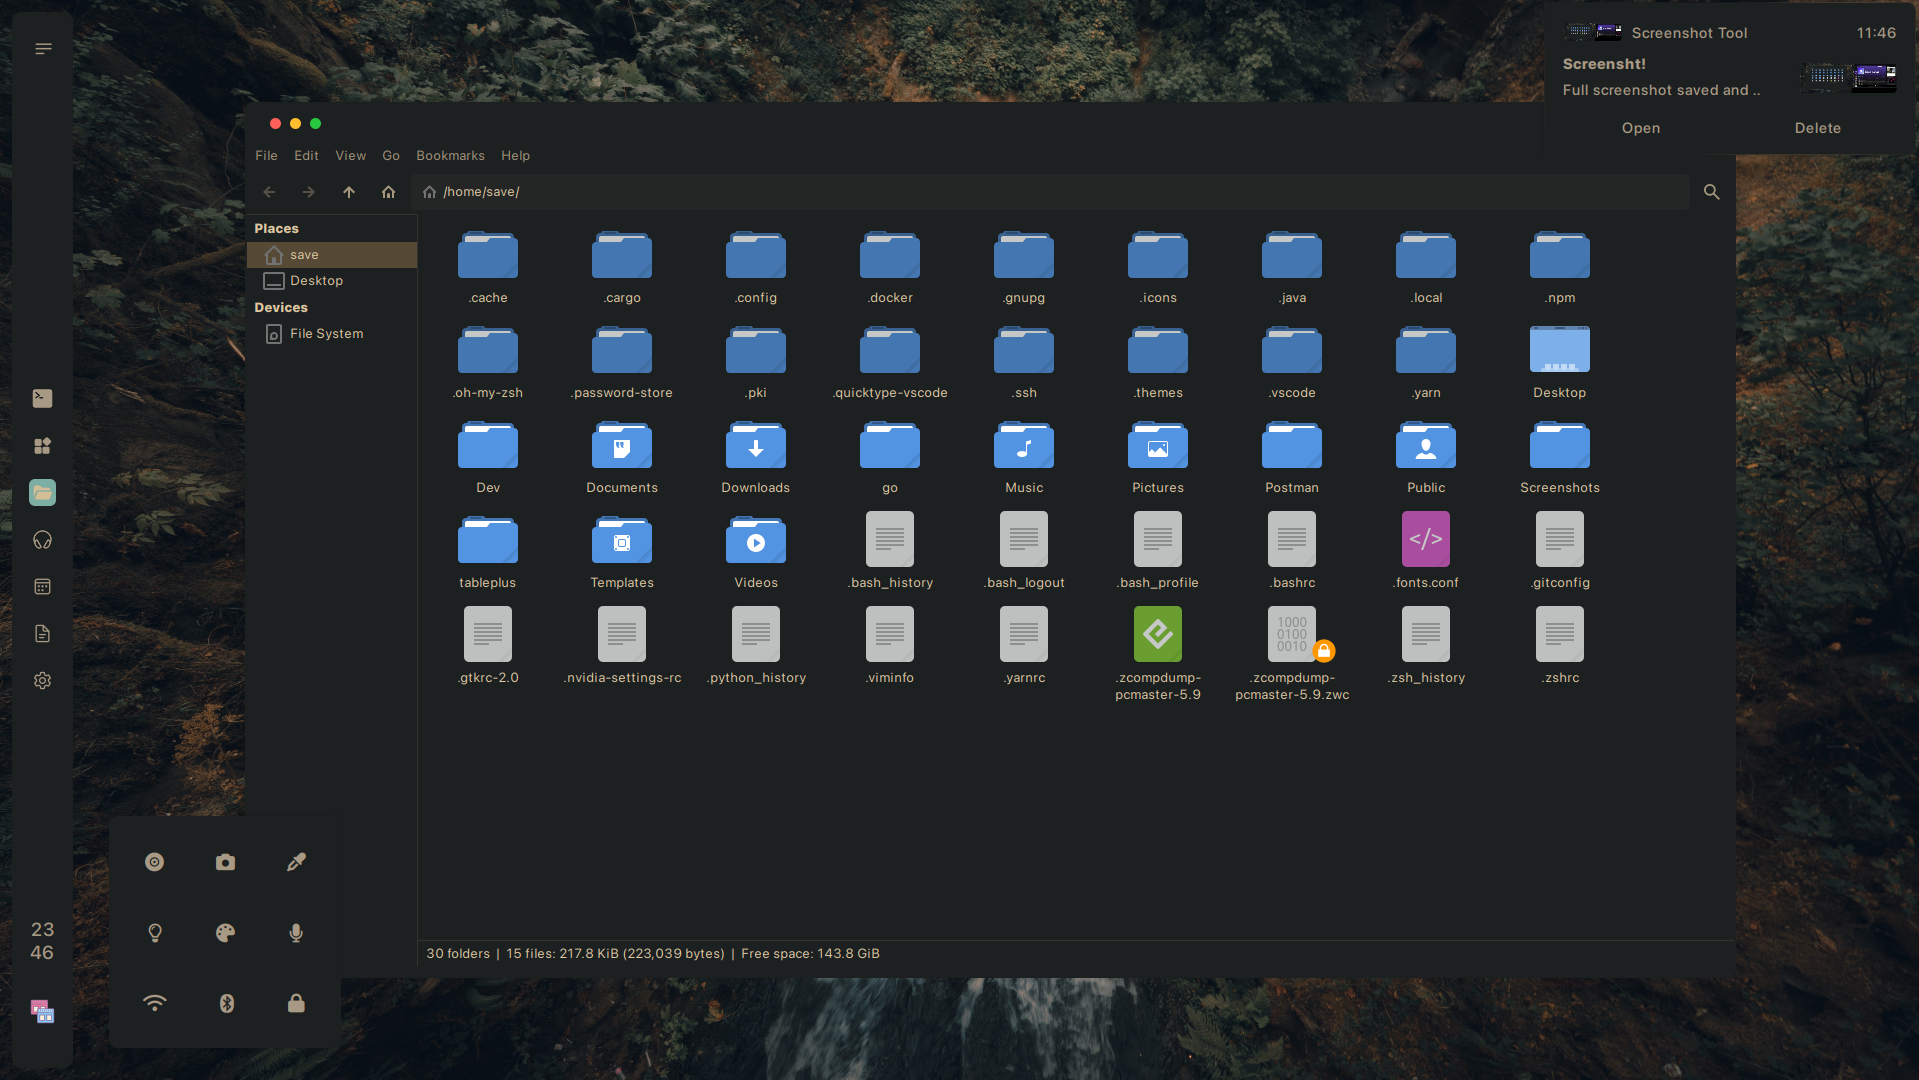 Screenshot Tool 11:46
Screensht!
Full screenshot saved and ..
Open Delete
File Edit View Go Bookmarks Help
/home/save/
Places
save
Desktop
Devices
File System
.cache .cargo .config .docker .gnupg .icons .java .local .npm
.oh-my-zsh .password-store .pki .quicktype-vscode .ssh .themes .vscode .yarn Desktop
Dev Documents Downloads go Music Pictures Postman Public Screenshots
tableplus Templates Videos .bash_history .bash_logout .bash_profile .bashrc .fonts.conf .gitconfig
.gtkrc-2.0 .nvidia-settings-rc .python_history .viminfo .yarnrc .zcompdump- .zcompdump- .zsh_history .zshrc
pcmaster-5.9 pcmaster-5.9.zwc
30 folders | 15 files: 217.8 KiB (223,039 bytes) | Free space: 143.8 GiB
23
46